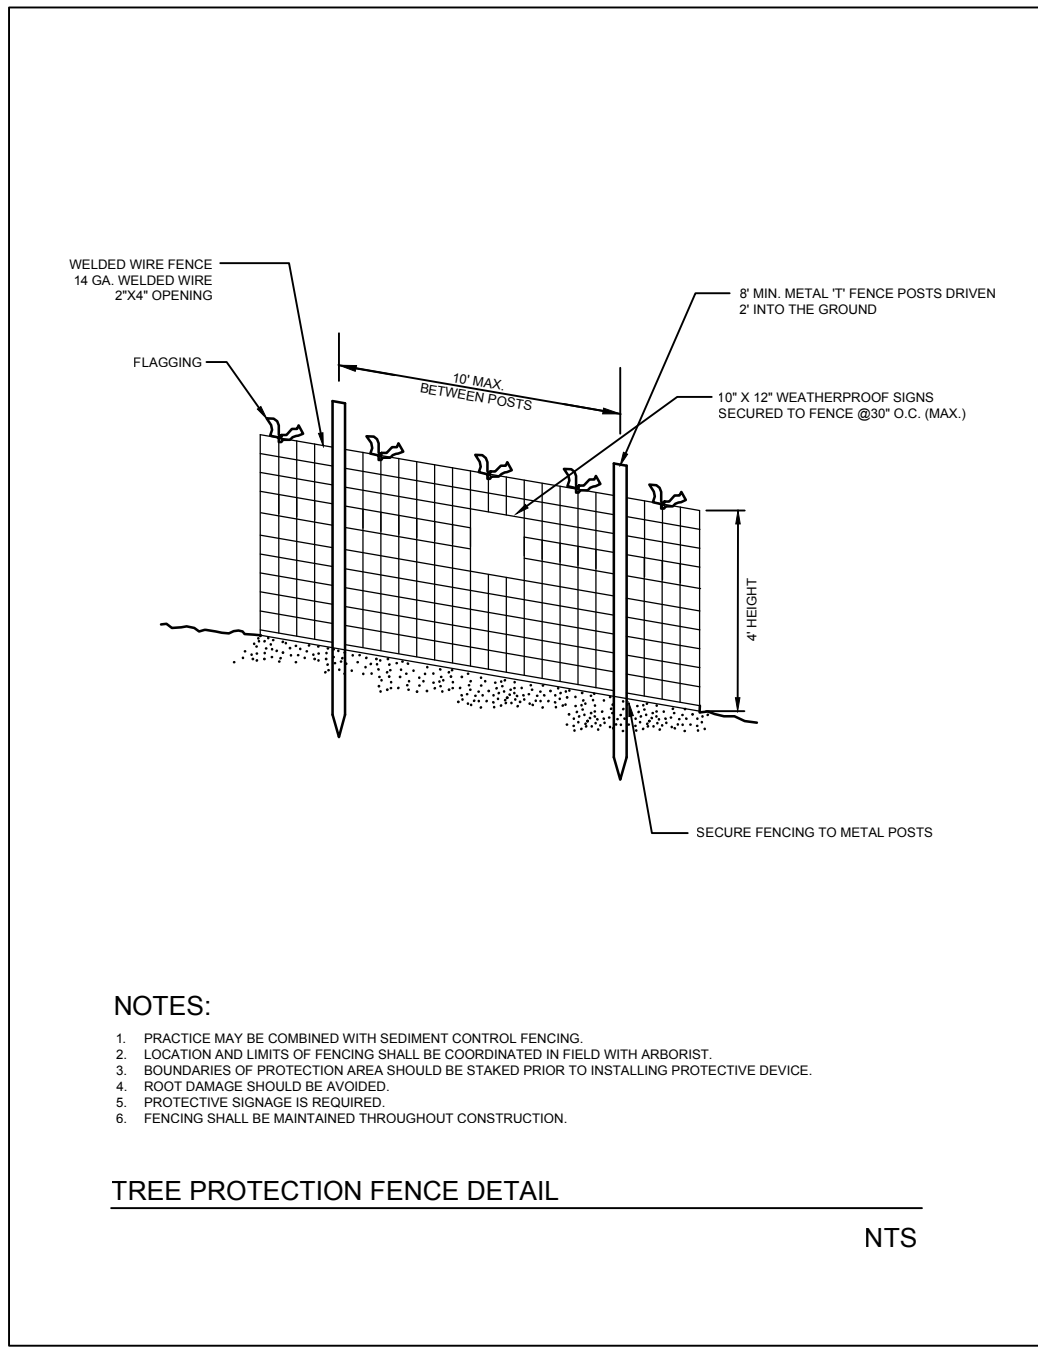 WELDED WIRE FENCE
14 GA. WELDED WIRE
2"X4" OPENING
8' MIN. METAL 'T' FENCE POSTS DRIVEN
2' INTO THE GROUND
FLAGGING
10' MAX.
BETWEEN POSTS
10" X 12" WEATHERPROOF SIGNS
SECURED TO FENCE @30" O.C. (MAX.)
4' HEIGHT
SECURE FENCING TO METAL POSTS
NOTES:
1. PRACTICE MAY BE COMBINED WITH SEDIMENT CONTROL FENCING.
2. LOCATION AND LIMITS OF FENCING SHALL BE COORDINATED IN FIELD WITH ARBORIST.
3. BOUNDARIES OF PROTECTION AREA SHOULD BE STAKED PRIOR TO INSTALLING PROTECTIVE DEVICE.
4. ROOT DAMAGE SHOULD BE AVOIDED.
5. PROTECTIVE SIGNAGE IS REQUIRED.
6. FENCING SHALL BE MAINTAINED THROUGHOUT CONSTRUCTION.
TREE PROTECTION FENCE DETAIL
NTS